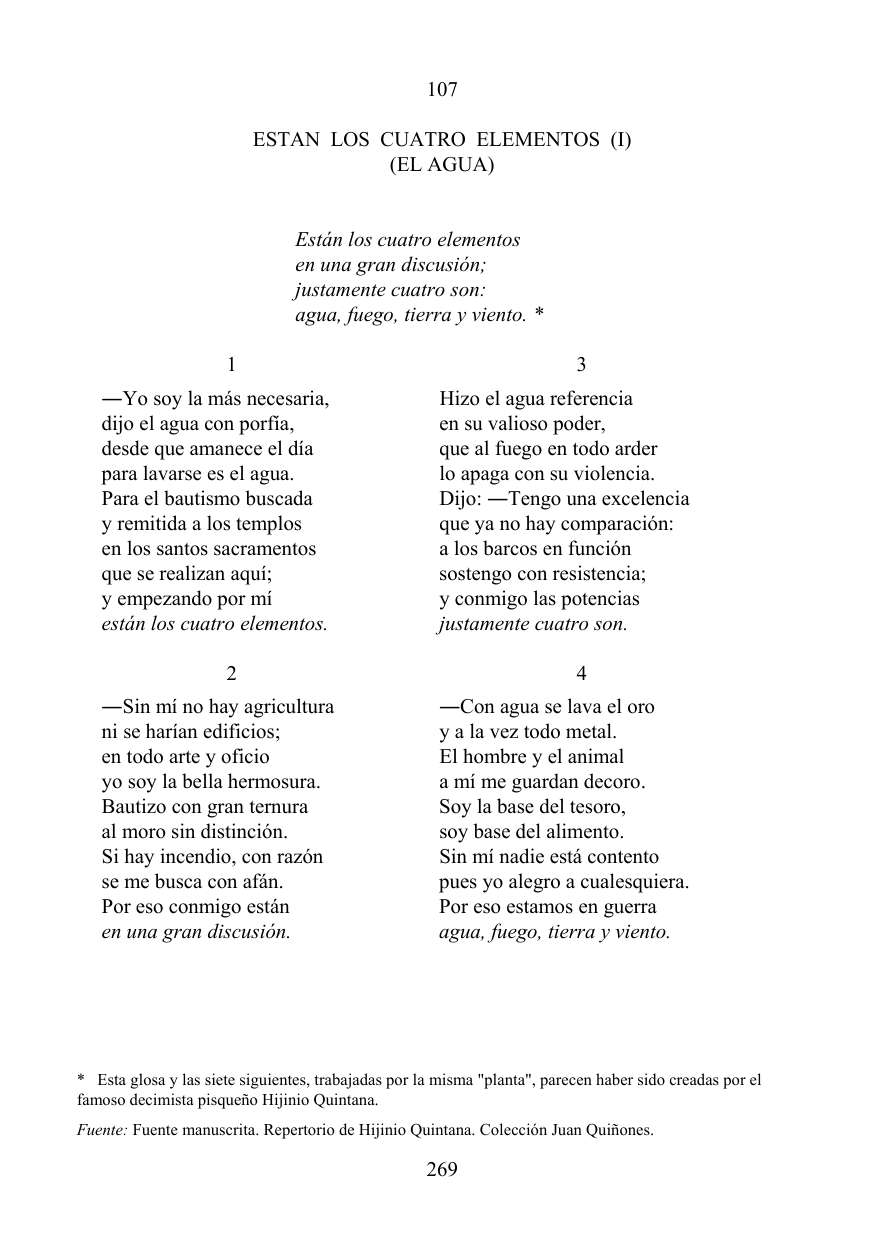 107
ESTAN LOS CUATRO ELEMENTOS (I)
(EL AGUA)
Están los cuatro elementos
en una gran discusión;
justamente cuatro son:
agua, fuego, tierra y viento. *
1
—Yo soy la más necesaria,
dijo el agua con porfía,
desde que amanece el día
para lavarse es el agua.
Para el bautismo buscada
y remitida a los templos
en los santos sacramentos
que se realizan aquí;
y empezando por mí
están los cuatro elementos.
2
—Sin mí no hay agricultura
ni se harían edificios;
en todo arte y oficio
yo soy la bella hermosura.
Bautizo con gran ternura
al moro sin distinción.
Si hay incendio, con razón
se me busca con afán.
Por eso conmigo están
en una gran discusión.
3
Hizo el agua referencia
en su valioso poder,
que al fuego en todo arder
lo apaga con su violencia.
Dijo: —Tengo una excelencia
que ya no hay comparación:
a los barcos en función
sostengo con resistencia;
y conmigo las potencias
justamente cuatro son.
4
—Con agua se lava el oro
y a la vez todo metal.
El hombre y el animal
a mí me guardan decoro.
Soy la base del tesoro,
soy base del alimento.
Sin mí nadie está contento
pues yo alegro a cualesquiera.
Por eso estamos en guerra
agua, fuego, tierra y viento.
* Esta glosa y las siete siguientes, trabajadas por la misma "planta", parecen haber sido creadas por el
famoso decimista pisqueño Hijinio Quintana.
Fuente: Fuente manuscrita. Repertorio de Hijinio Quintana. Colección Juan Quiñones.
269